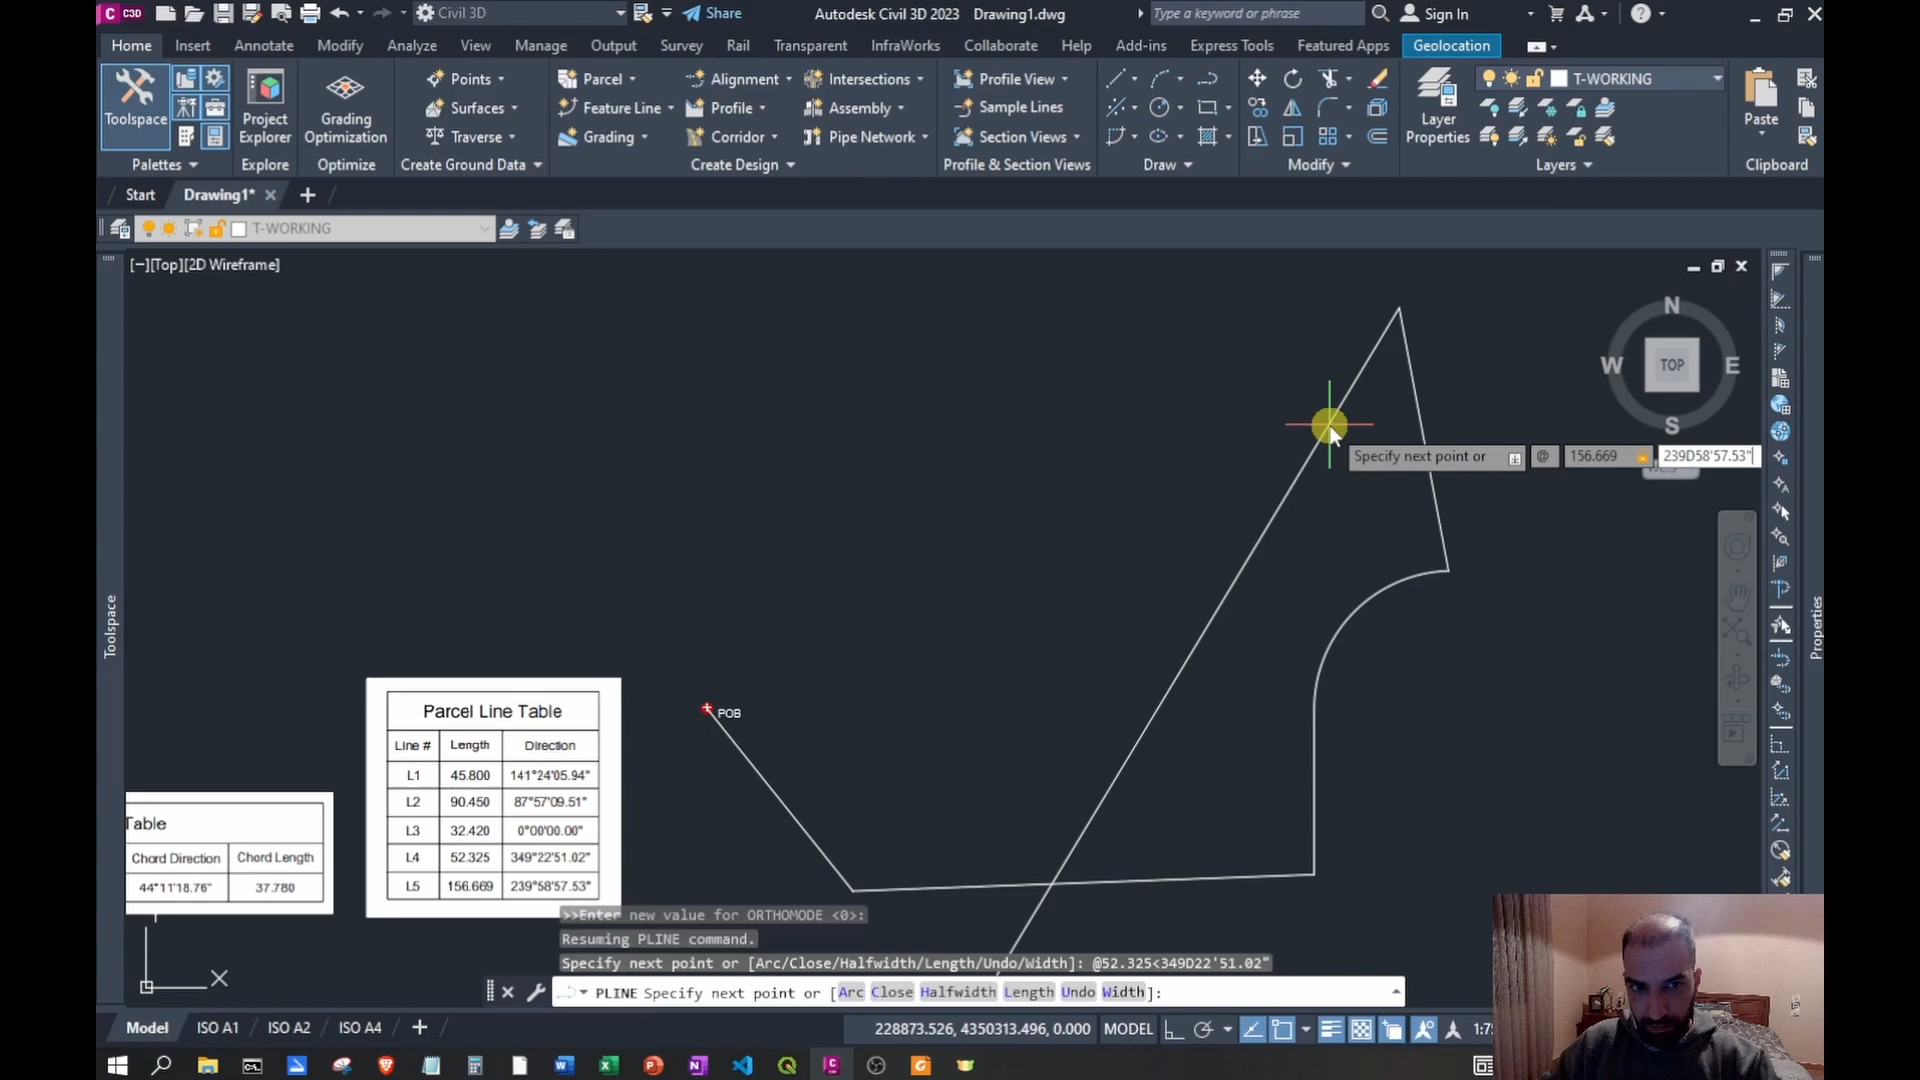 C C3D Civil 3D Share Autodesk Civil 3D 2023 Drawing1.dwg Type a keyword or phrase Sign In
Home Insert Annotate Modify Analyze View Manage Output Survey Rail Transparent InfraWorks Collaborate Help Add-ins Express Tools Featured Apps Geolocation
Points Parcel Alignment Intersections Profile View T-WORKING
Toolspace Project Explorer Grading Optimization Surfaces Feature Line Profile Assembly Sample Lines Layer Properties Paste
Traverse Grading Corridor Pipe Network Section Views
Palettes Explore Optimize Create Ground Data Create Design Profile & Section Views Draw Modify Layers Clipboard
Start Drawing1*
T-WORKING
[−][Top][2D Wireframe]
N
W TOP E
S
Specify next point or @ 156.669 239D58'57.53"
Toolspace
Properties
POB
Parcel Line Table
Line # Length Direction
L1 45.800 141°24'05.94"
L2 90.450 87°57'09.51"
L3 32.420 0°00'00.00"
L4 52.325 349°22'51.02"
L5 156.669 239°58'57.53"
Table
Chord Direction Chord Length
44°11'18.76" 37.780
X
>>Enter new value for ORTHOMODE <0>:
Resuming PLINE command.
Specify next point or [Arc/Close/Halfwidth/Length/Undo/Width]: @52.325<349D22'51.02"
PLINE Specify next point or [Arc Close Halfwidth Length Undo Width]:
Model ISO A1 ISO A2 ISO A4 228873.526, 4350313.496, 0.000 MODEL